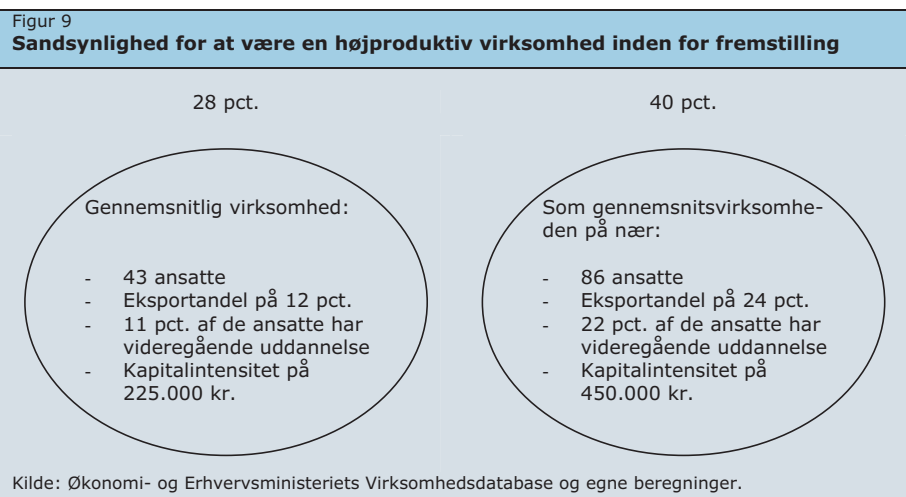 Figur 9
Sandsynlighed for at være en højproduktiv virksomhed inden for fremstilling
28 pct.
Gennemsnitlig virksomhed:
- 43 ansatte
- Eksportandel på 12 pct.
- 11 pct. af de ansatte har
videregående uddannelse
- Kapitalintensitet på
225.000 kr.
40 pct.
Som gennemsnitsvirksomhe-
den på nær:
- 86 ansatte
- Eksportandel på 24 pct.
- 22 pct. af de ansatte har
videregående uddannelse
- Kapitalintensitet på
450.000 kr.
Kilde: Økonomi- og Erhvervsministeriets Virksomhedsdatabase og egne beregninger.